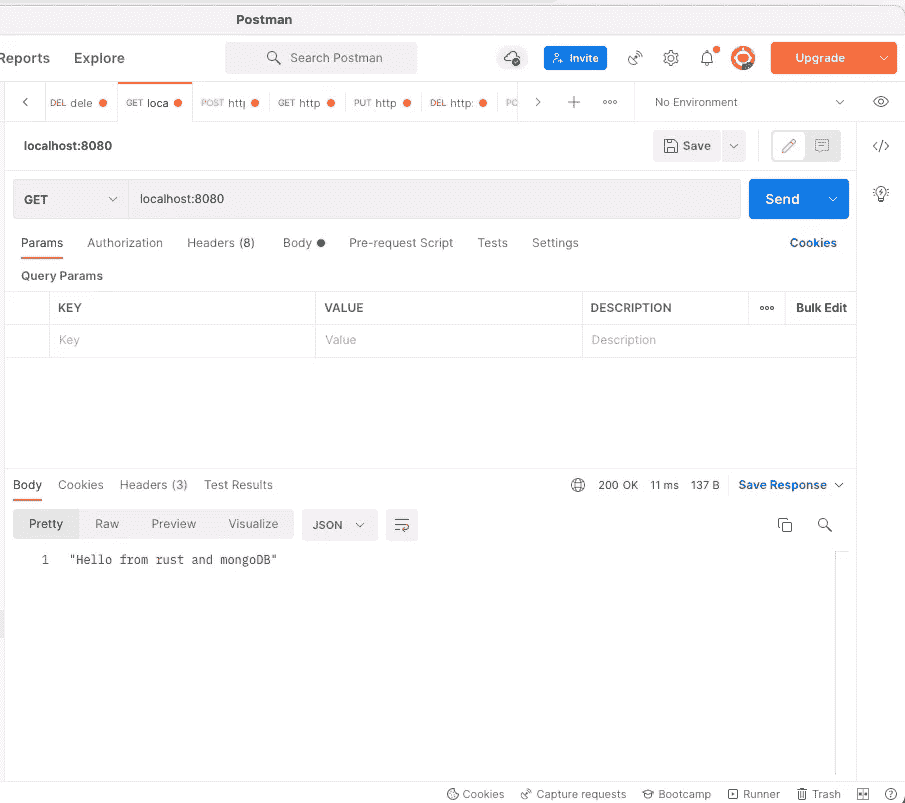 Postman
Reports Explore Search Postman Invite Upgrade
DEL dele GET loca POST http GET http PUT http DEL http: PO No Environment
localhost:8080 Save
GET localhost:8080 Send
Params Authorization Headers (8) Body Pre-request Script Tests Settings Cookies
Query Params
KEY VALUE DESCRIPTION Bulk Edit
Key Value Description
Body Cookies Headers (3) Test Results 200 OK 11 ms 137 B Save Response
Pretty Raw Preview Visualize JSON
1 "Hello from rust and mongoDB"
Cookies Capture requests Bootcamp Runner Trash